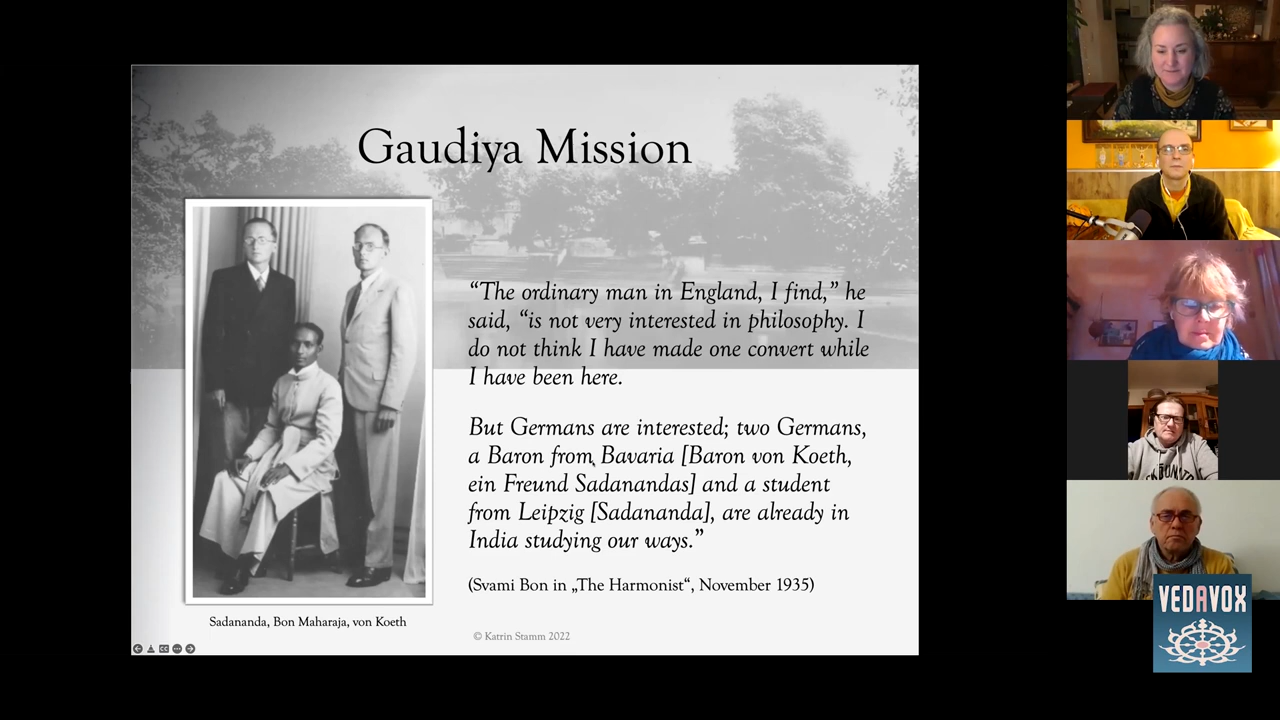 Gaudiya Mission
“The ordinary man in England, I find,” he
said, “is not very interested in philosophy. I
do not think I have made one convert while
I have been here.
But Germans are interested; two Germans,
a Baron from Bavaria [Baron von Koeth,
ein Freund Sadanandas] and a student
from Leipzig [Sadananda], are already in
India studying our ways.”
(Svami Bon in „The Harmonist“, November 1935)
Sadananda, Bon Maharaja, von Koeth
© Katrin Stamm 2022
VEDAVOX